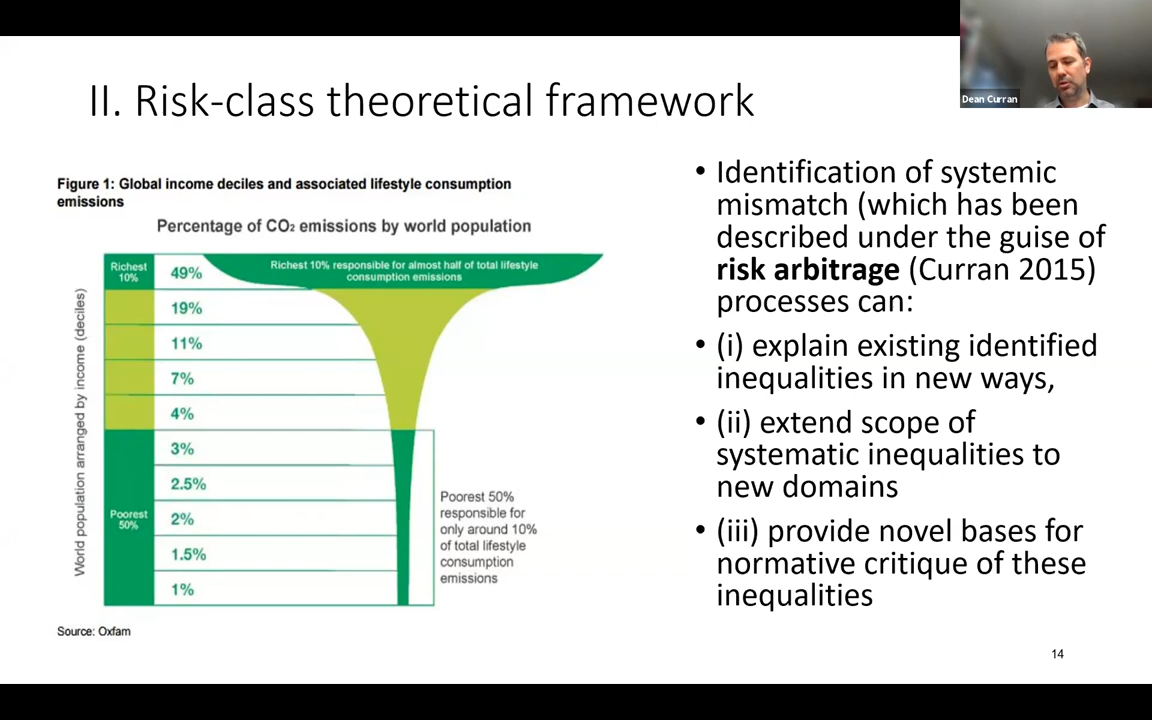 Dean Curran
II. Risk-class theoretical framework
Figure 1: Global income deciles and associated lifestyle consumption
emissions
Percentage of CO₂ emissions by world population
World population arranged by income (deciles)
Richest
10%
49%
Richest 10% responsible for almost half of total lifestyle
consumption emissions
19%
11%
7%
4%
3%
2.5%
Poorest
50%
2%
1.5%
1%
Poorest 50%
responsible for
only around 10%
of total lifestyle
consumption
emissions
Source: Oxfam
• Identification of systemic
mismatch (which has been
described under the guise of
risk arbitrage (Curran 2015)
processes can:
• (i) explain existing identified
inequalities in new ways,
• (ii) extend scope of
systematic inequalities to
new domains
• (iii) provide novel bases for
normative critique of these
inequalities
14